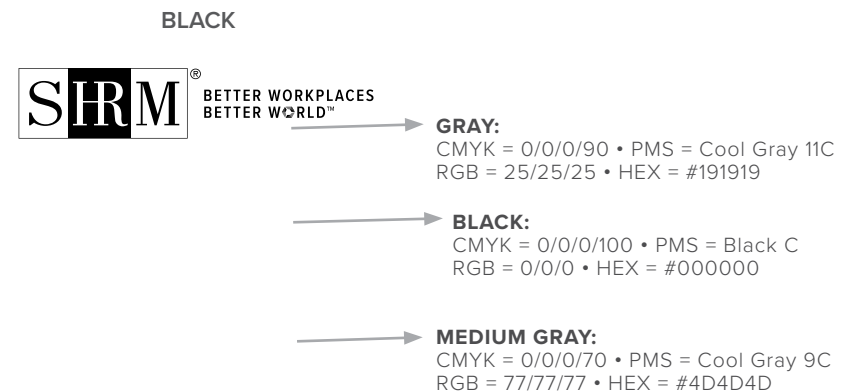 BLACK
SHRM®
BETTER WORKPLACES
BETTER WORLD™
GRAY:
CMYK = 0/0/0/90 • PMS = Cool Gray 11C
RGB = 25/25/25 • HEX = #191919
BLACK:
CMYK = 0/0/0/100 • PMS = Black C
RGB = 0/0/0 • HEX = #000000
MEDIUM GRAY:
CMYK = 0/0/0/70 • PMS = Cool Gray 9C
RGB = 77/77/77 • HEX = #4D4D4D